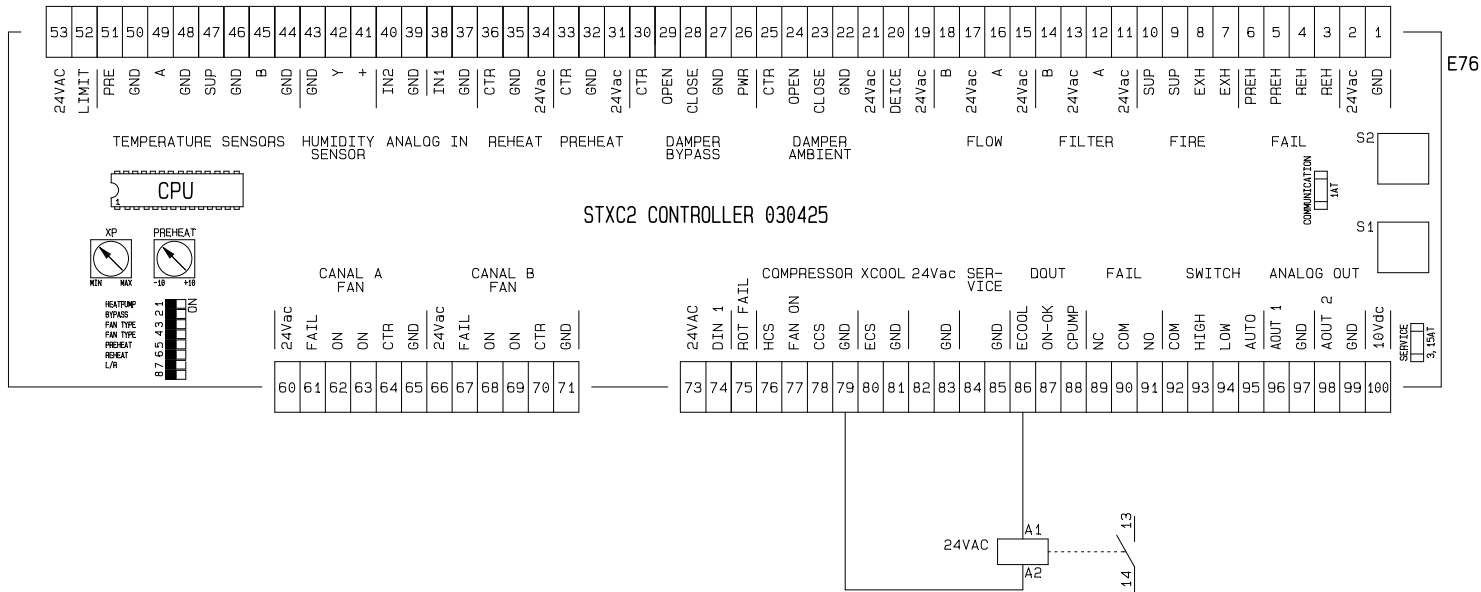 53 52 51 50 49 48 47 46 45 44 43 42 41 40 39 38 37 36 35 34 33 32 31 30 29 28 27 26 25 24 23 22 21 20 19 18 17 16 15 14 13 12 11 10 9 8 7 6 5 4 3 2 1
E76
24VAC LIMIT PRE GND A GND SUP GND B GND GND Y + IN2 GND IN1 GND CTR GND 24Vac CTR GND 24Vac CTR OPEN CLOSE GND PWR CTR OPEN CLOSE GND 24Vac DEICE 24Vac B 24Vac A 24Vac B 24Vac A 24Vac SUP SUP EXH EXH PREH PREH REH REH 24Vac GND
TEMPERATURE SENSQRS HUMIDITY ANALOG IN REHEAT PREHEAT DAMPER DAMPER FLOW FILTER FIRE FAIL S2
SENSOR BYPASS AMBIENT
COMMUNICATION
1AT
CPU
1
STXC2 CONTROLLER 030425
S1
XP PREHEAT
MIN MAX -10 +10
CANAL A CANAL B COMPRESSOR XCOOL 24Vac SER- DOUT FAIL SWITCH ANALOG OUT
FAN FAN VICE
ON
HEATPUMP 1
BYPASS 2
FAN TYPE 3
FAN TYPE 4
PREHEAT 5
REHEAT 6
L/R 7
8
24Vac FAIL ON ON CTR GND 24Vac FAIL ON ON CTR GND
24VAC DIN 1 ROT FAIL HCS FAN ON CCS GND ECS GND GND GND ECOOL ON-OK CPUMP NC COM NO COM HIGH LOW AUTO AOUT 1 GND AOUT 2 GND 10Vdc
SERVICE
3,15AT
60 61 62 63 64 65 66 67 68 69 70 71
73 74 75 76 77 78 79 80 81 82 83 84 85 86 87 88 89 90 91 92 93 94 95 96 97 98 99 100
A1 13
24VAC
A2 14